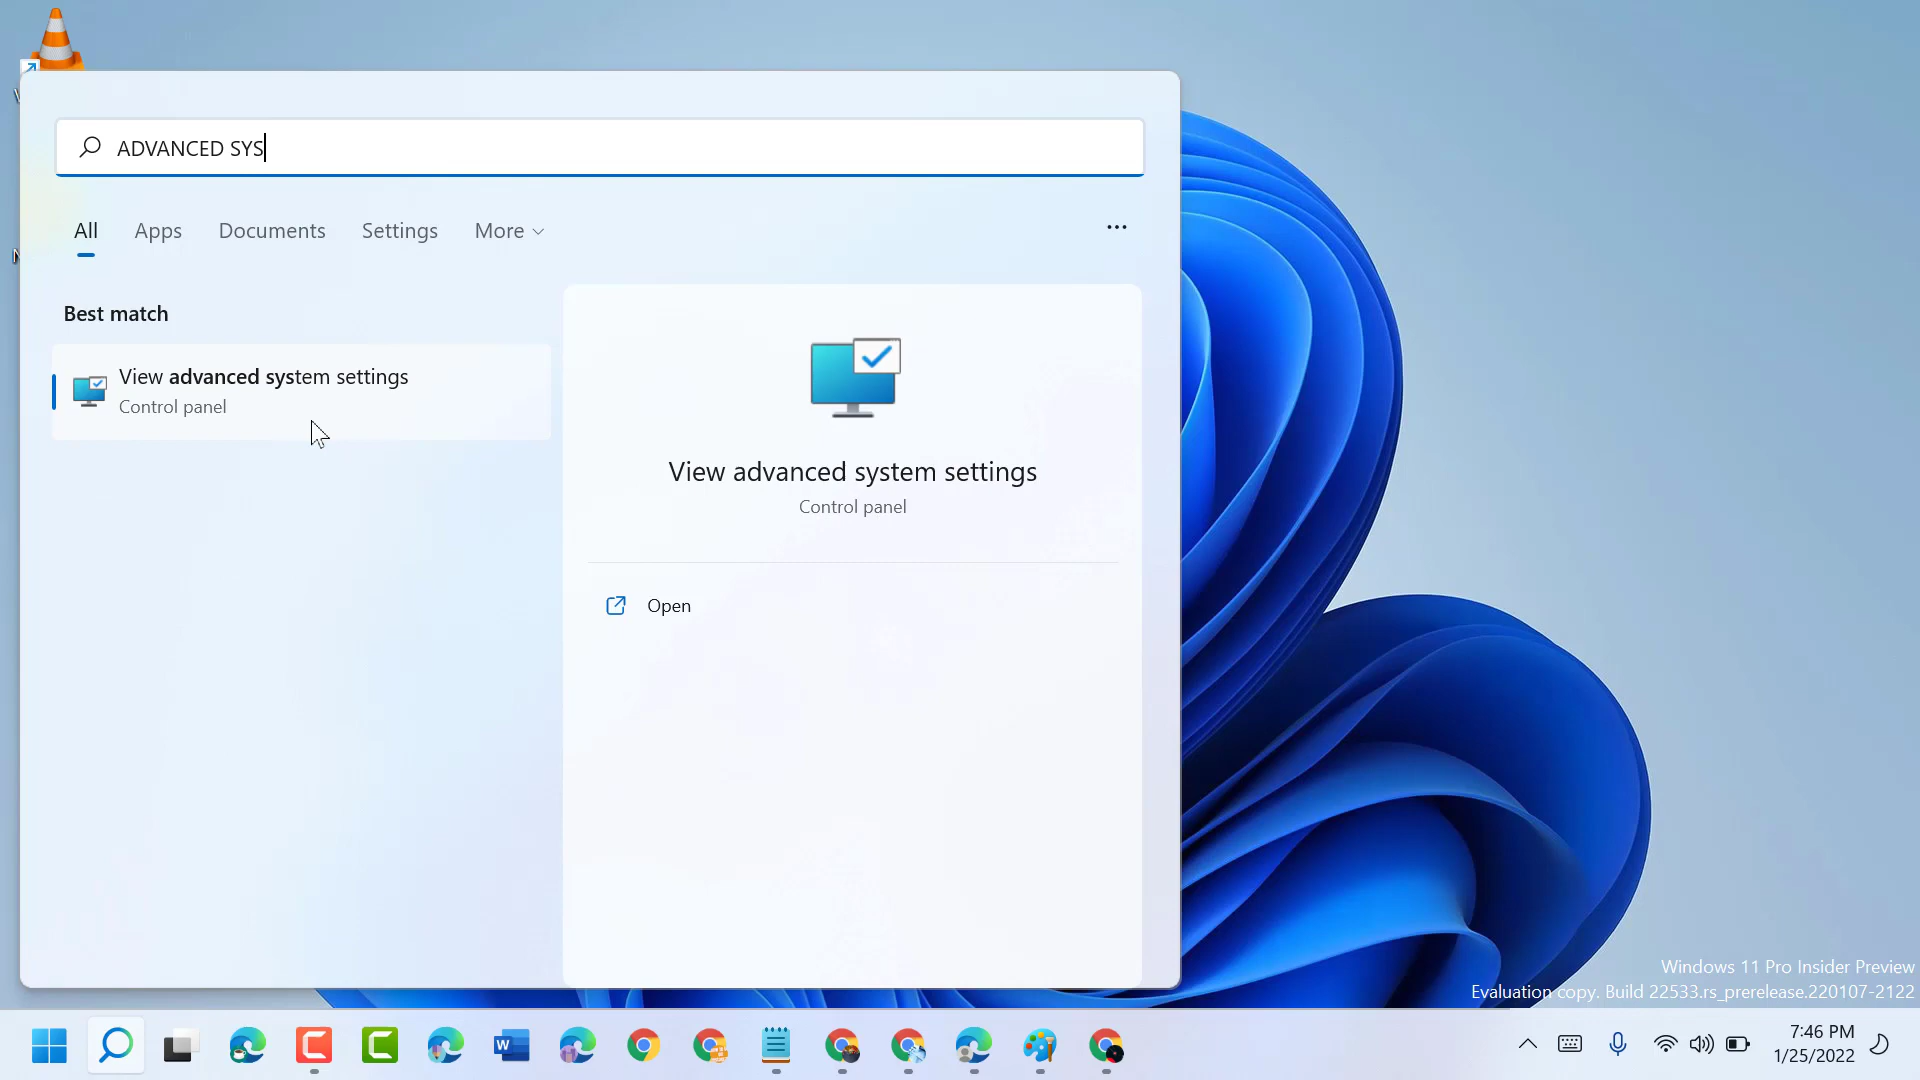 ADVANCED SYS
All Apps Documents Settings More
Best match
View advanced system settings
Control panel
View advanced system settings
Control panel
Open
Windows 11 Pro Insider Preview
Evaluation copy. Build 22533.rs_prerelease.220107-2122
7:46 PM
1/25/2022